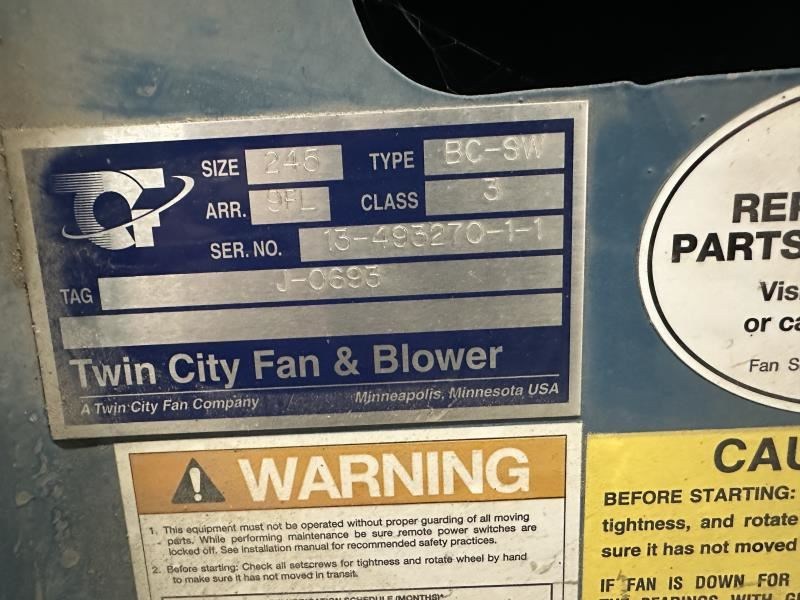 SIZE 245 TYPE BC-SW
ARR. 9FL CLASS 3
SER. NO. 13-493270-1-1
TAG J-0693
Twin City Fan & Blower
A Twin City Fan Company Minneapolis, Minnesota USA
PARTS
or
Fan
WARNING
1. This equipment must not be operated without proper guarding of all moving
parts. While performing maintenance be sure remote power switches are
locked off. See Installation manual for recommended safety practices.
2. Before starting: Check all setscrews for tightness and rotate wheel by hand
to make sure it has not moved in transit.
SCHEDULE (MONTHS)*
BEFORE STARTING:
tightness, and rotate
sure it has not moved
IF FAN IS DOWN FOR
BEARINGS WITH